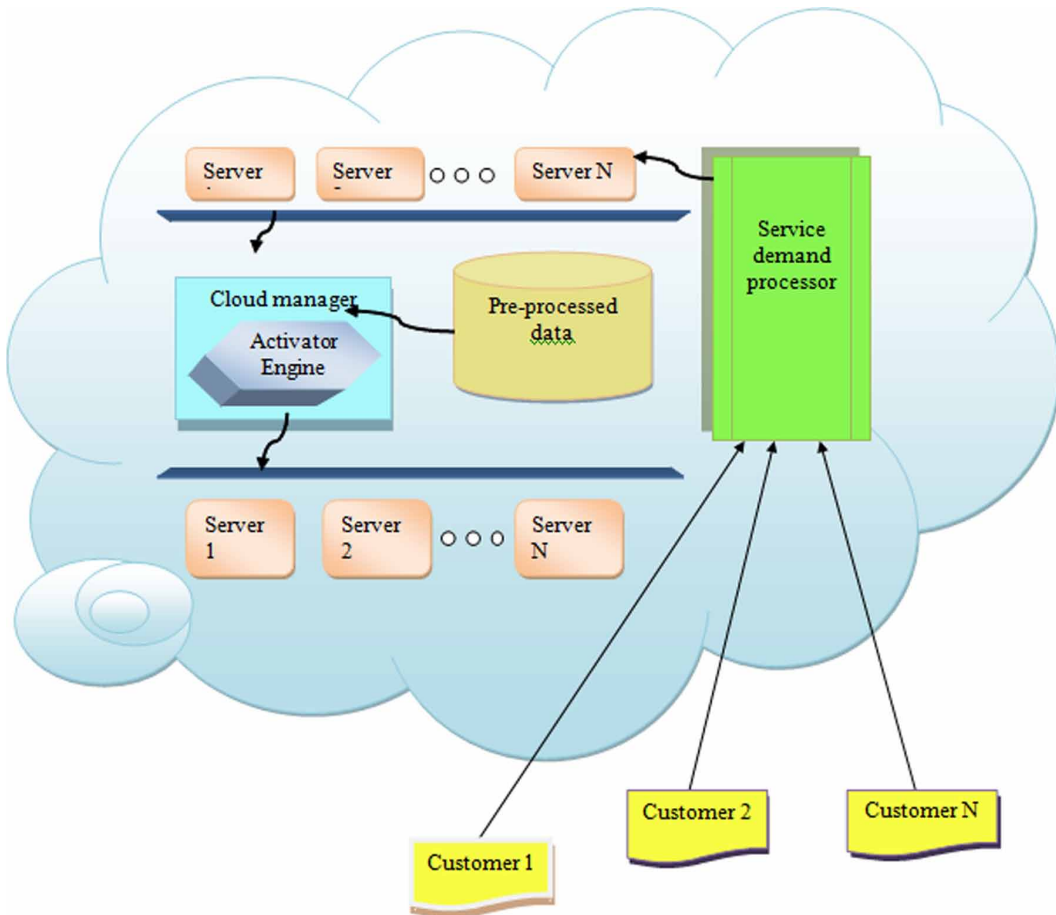 Server
Server
Server N
Service
demand
processor
Cloud manager
Activator
Engine
Pre-processed
data
Server
1
Server
2
Server
N
Customer 2
Customer N
Customer 1